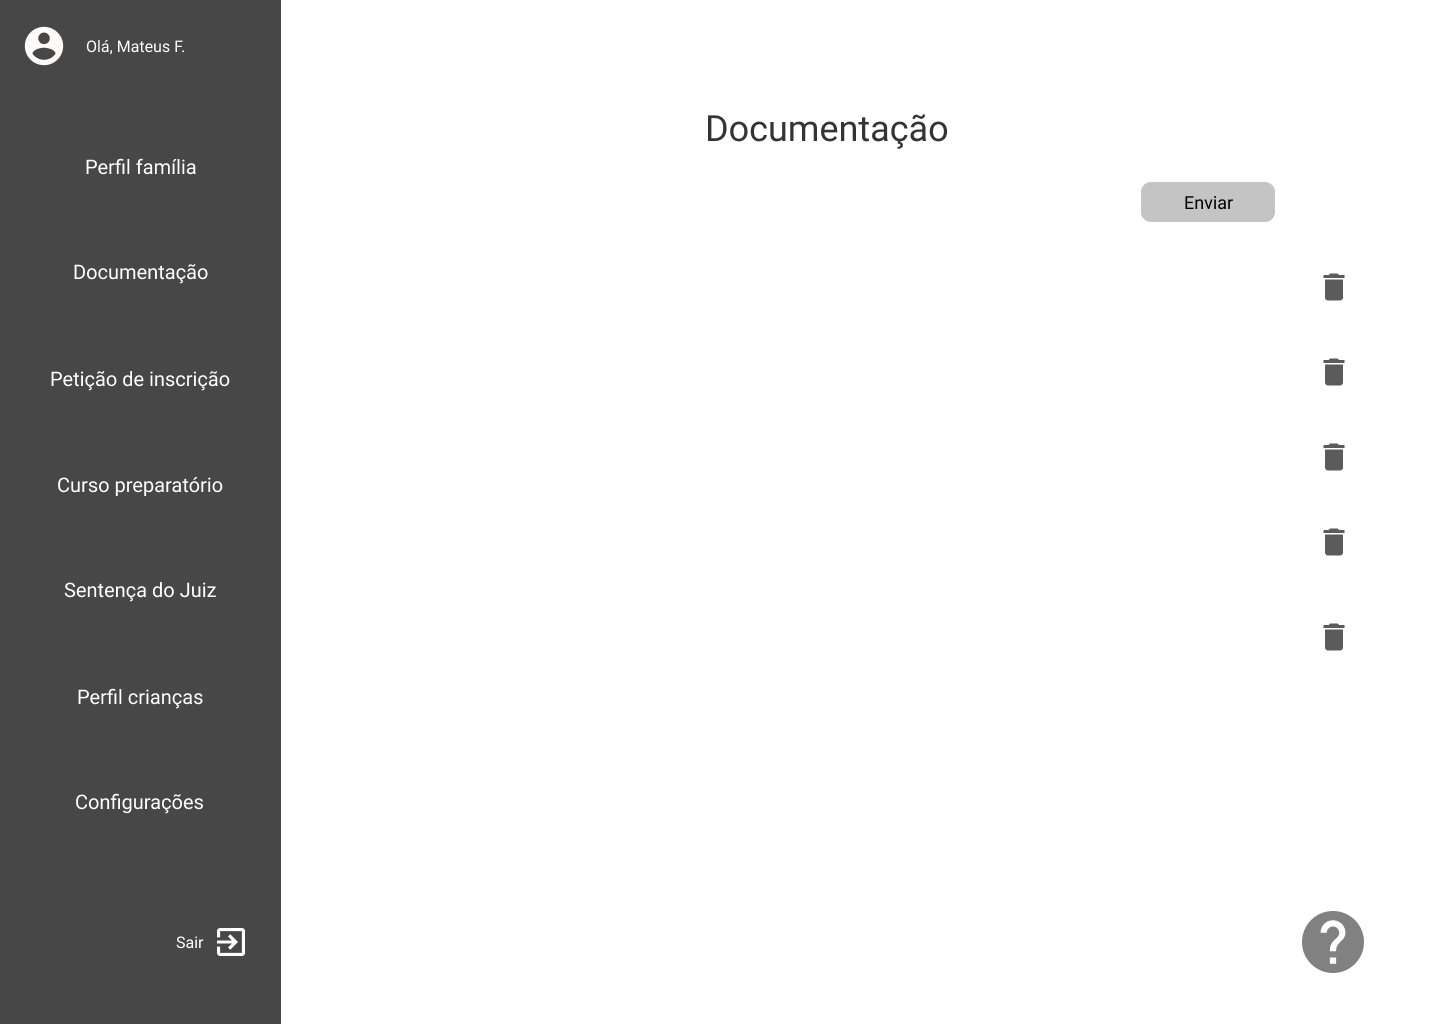 Olá, Mateus F.
Perfil família
Documentação
Petição de inscrição
Curso preparatório
Sentença do Juiz
Perfil crianças
Configurações
Sair
Documentação
Enviar
?